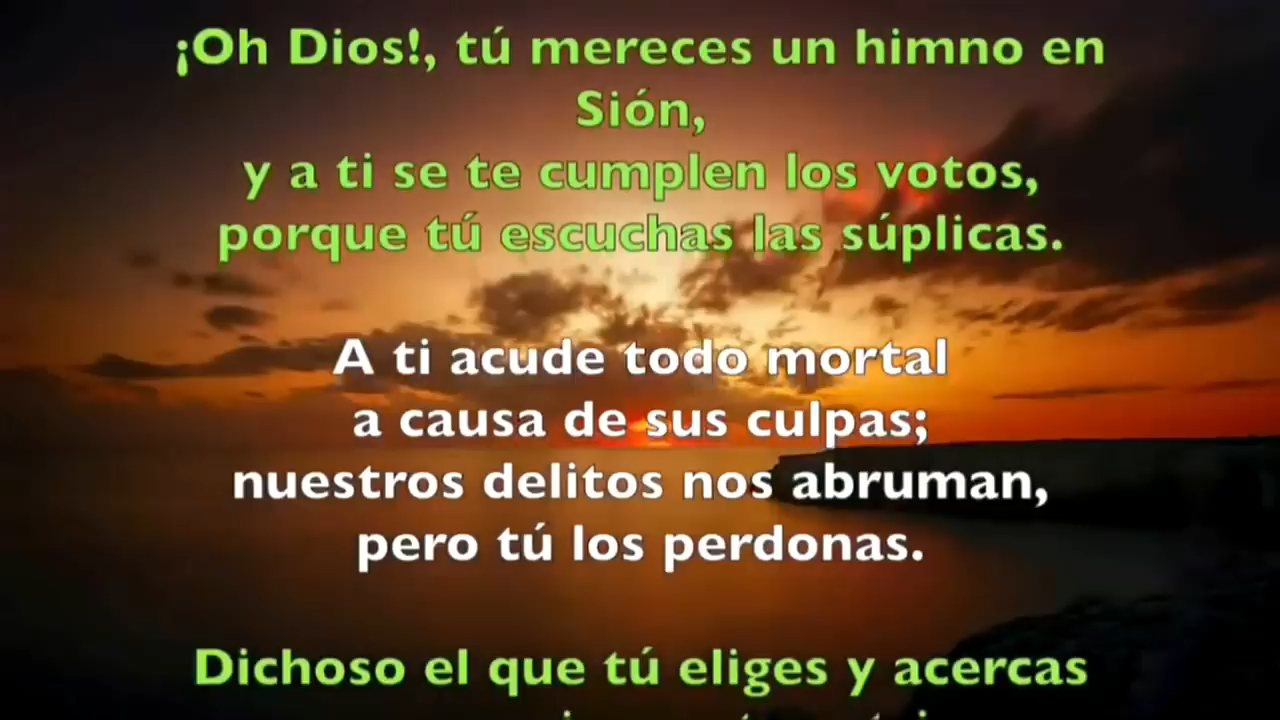 ¡Oh Dios!, tú mereces un himno en
Sión,
y a ti se te cumplen los votos,
porque tú escuchas las súplicas.
A ti acude todo mortal
a causa de sus culpas;
nuestros delitos nos abruman,
pero tú los perdonas.
Dichoso el que tú eliges y acercas